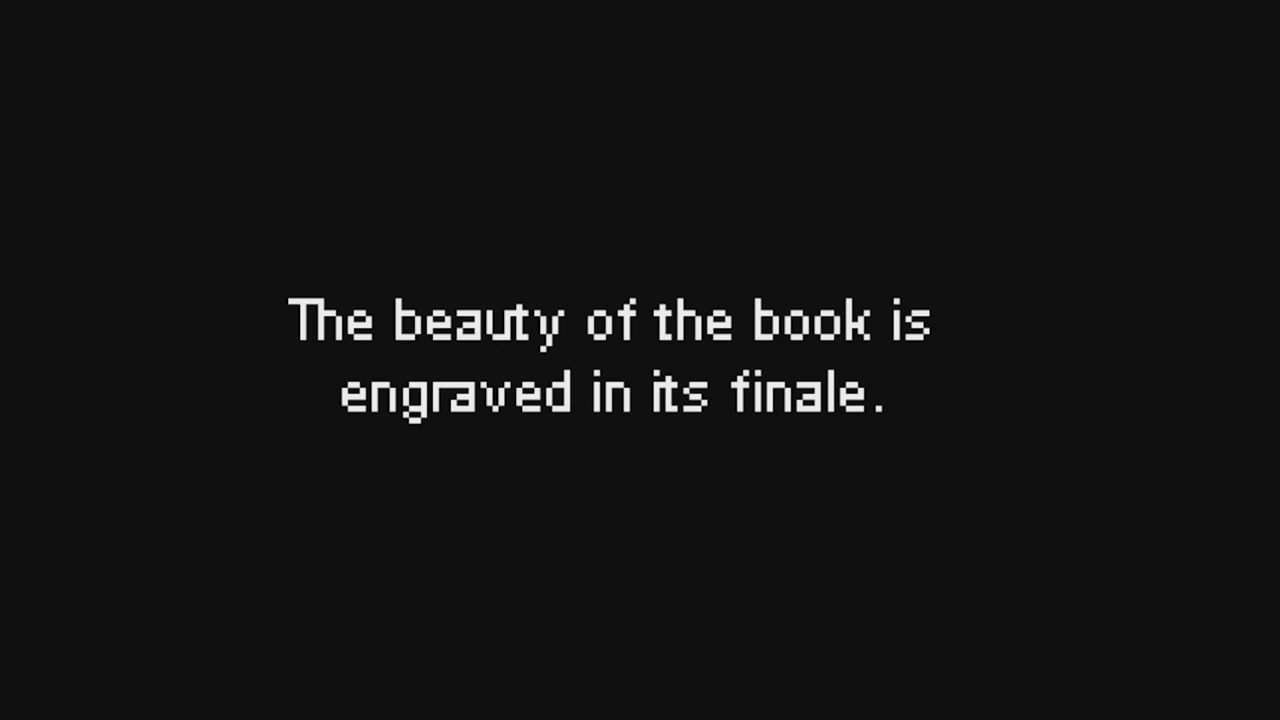 The beauty of the book is
engraved in its finale.